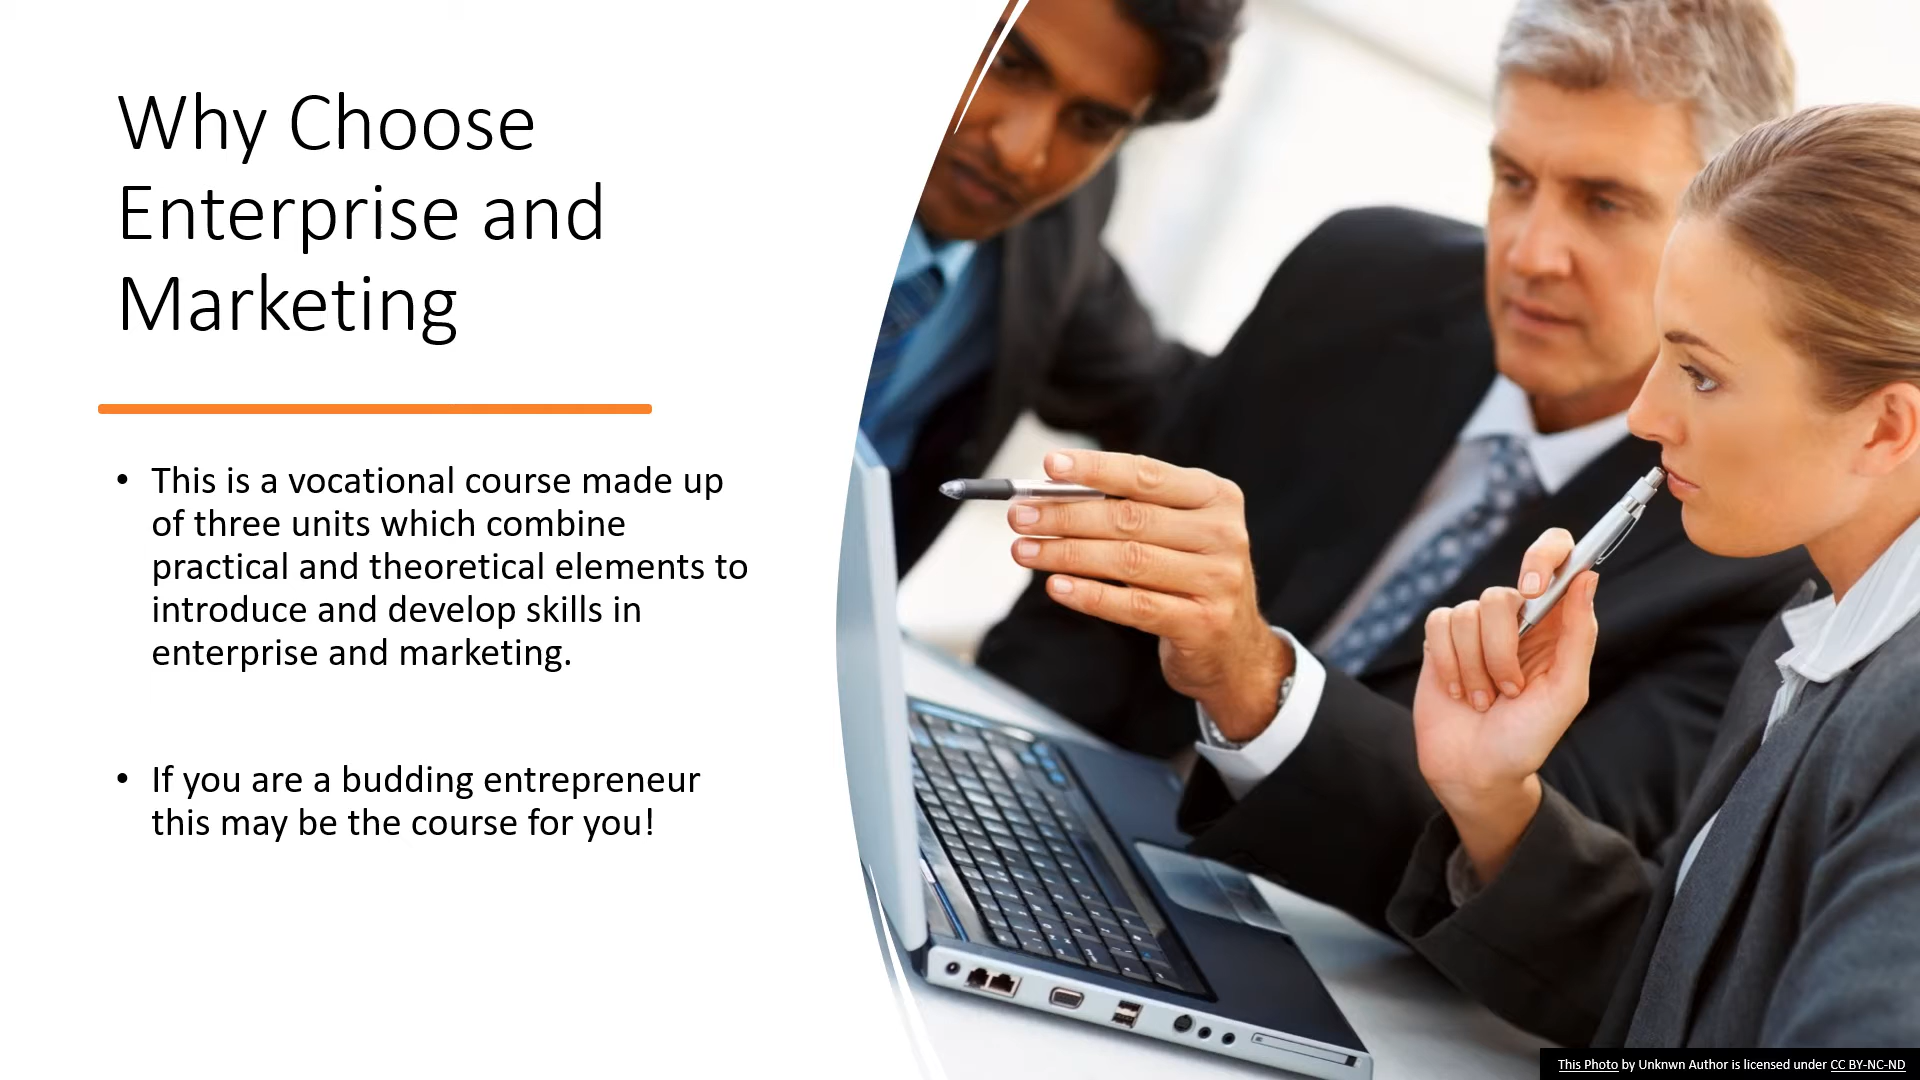 Why Choose
Enterprise and
Marketing
• This is a vocational course made up
of three units which combine
practical and theoretical elements to
introduce and develop skills in
enterprise and marketing.
• If you are a budding entrepreneur
this may be the course for you!
This Photo by Unknwn Author is licensed under CC BY-NC-ND